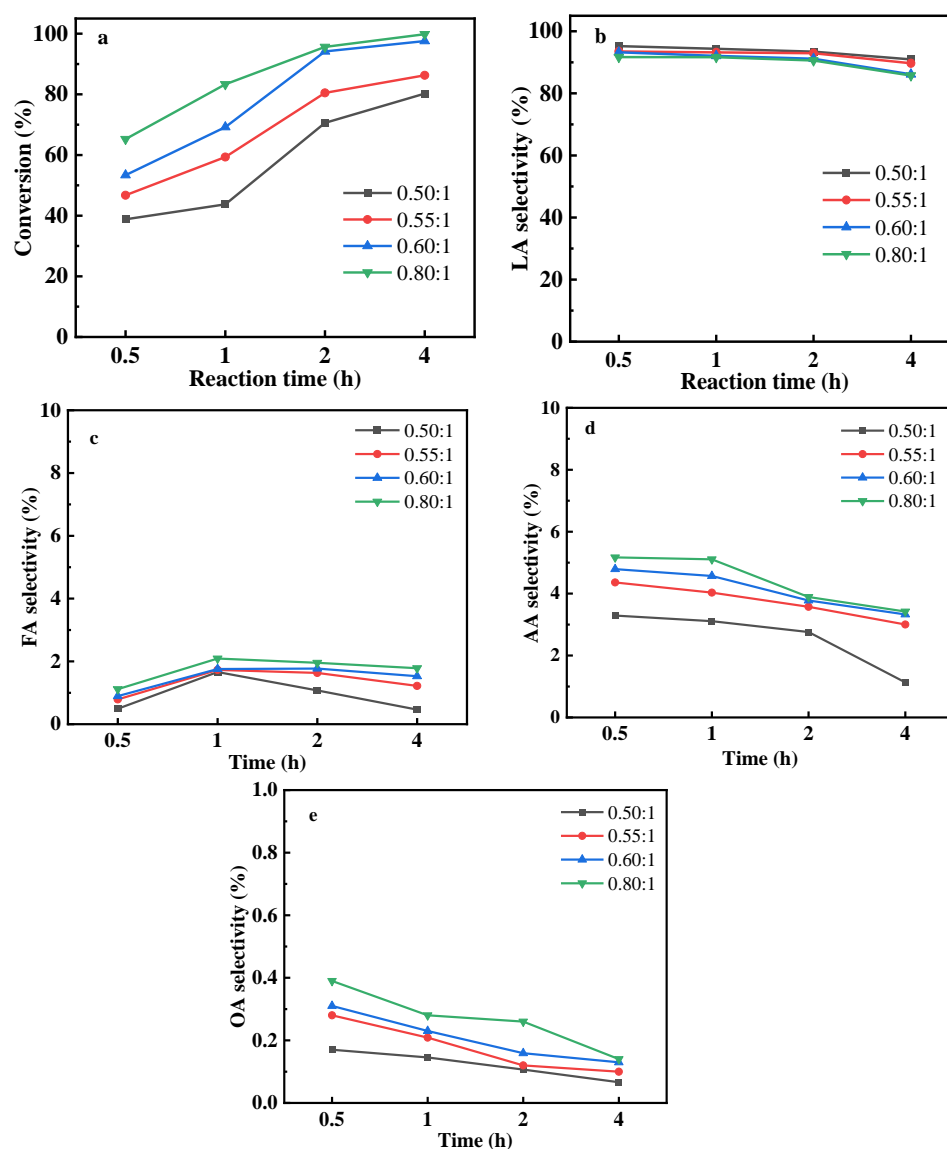 a
100
80
60
40
20
0
Conversion (%)
0.50:1
0.55:1
0.60:1
0.80:1
0.5 1 2 4
Reaction time (h)
b
100
80
60
40
20
0
LA selectivity (%)
0.50:1
0.55:1
0.60:1
0.80:1
0.5 1 2 4
Reaction time (h)
c
10
8
6
4
2
0
FA selectivity (%)
0.50:1
0.55:1
0.60:1
0.80:1
0.5 1 2 4
Time (h)
d
10
8
6
4
2
0
AA selectivity (%)
0.50:1
0.55:1
0.60:1
0.80:1
0.5 1 2 4
Time (h)
e
1.0
0.8
0.6
0.4
0.2
0.0
OA selectivity (%)
0.50:1
0.55:1
0.60:1
0.80:1
0.5 1 2 4
Time (h)